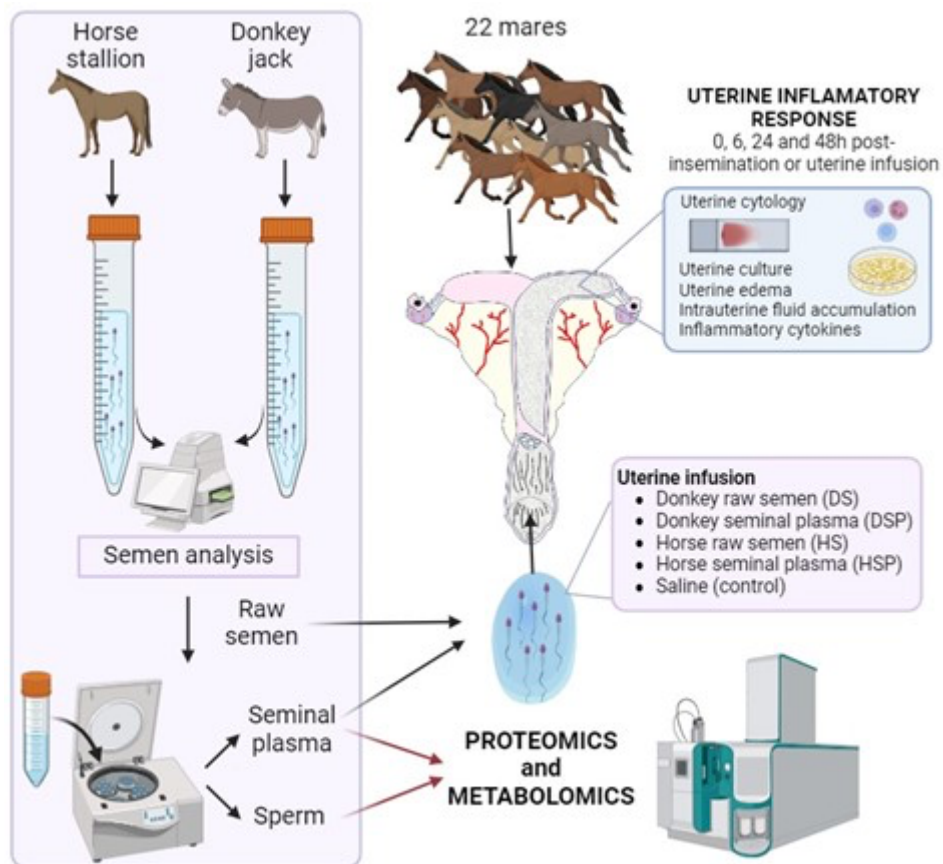 Horse
stallion
Donkey
jack
22 mares
UTERINE INFLAMATORY
RESPONSE
0, 6, 24 and 48h post-
insemination or uterine infusion
Uterine cytology
Uterine culture
Uterine edema
Intrauterine fluid accumulation
Inflammatory cytokines
Semen analysis
Uterine infusion
• Donkey raw semen (DS)
• Donkey seminal plasma (DSP)
• Horse raw semen (HS)
• Horse seminal plasma (HSP)
• Saline (control)
Raw
semen
Seminal
plasma
Sperm
PROTEOMICS
and
METABOLOMICS